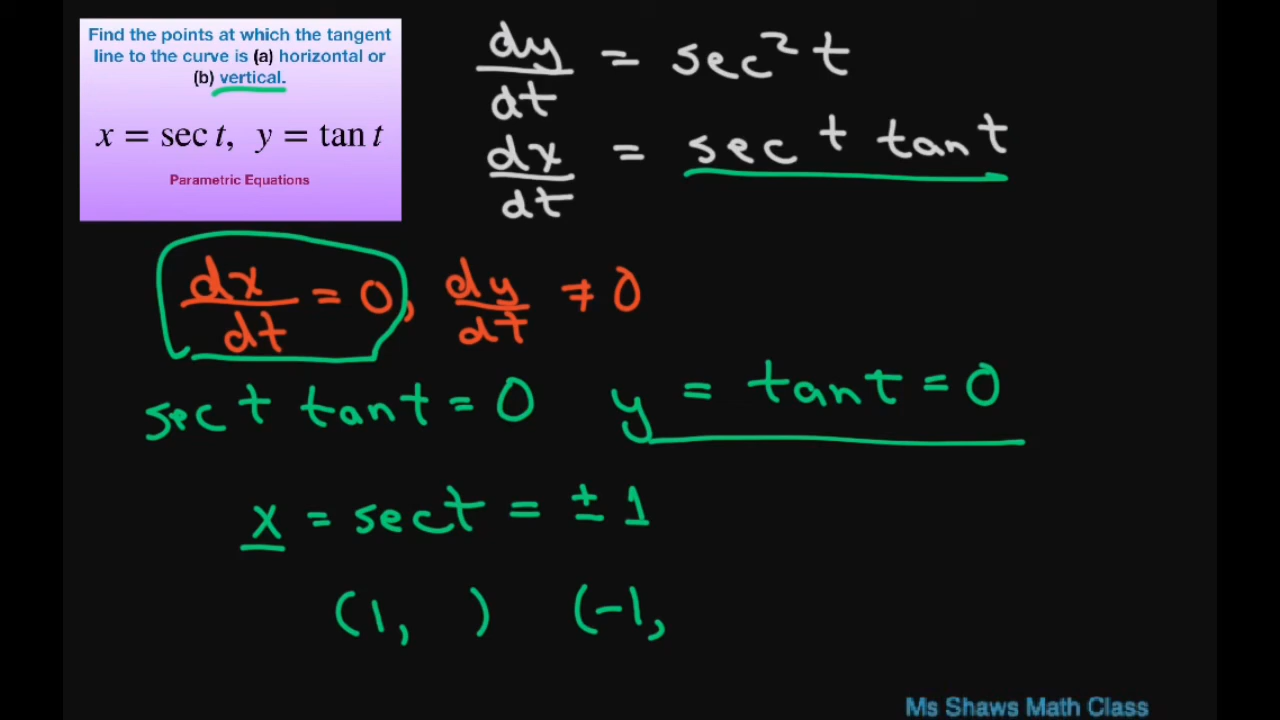 Find the points at which the tangent
line to the curve is (a) horizontal or
(b) vertical.
x = sec t, y = tan t
Parametric Equations
dy/dt = sec² t
dx/dt = sec t tan t
dx/dt = 0, dy/dt ≠ 0
sec t tan t = 0 y = tan t = 0
x = sec t = ± 1
(1, ) (-1,
Ms Shaws Math Class